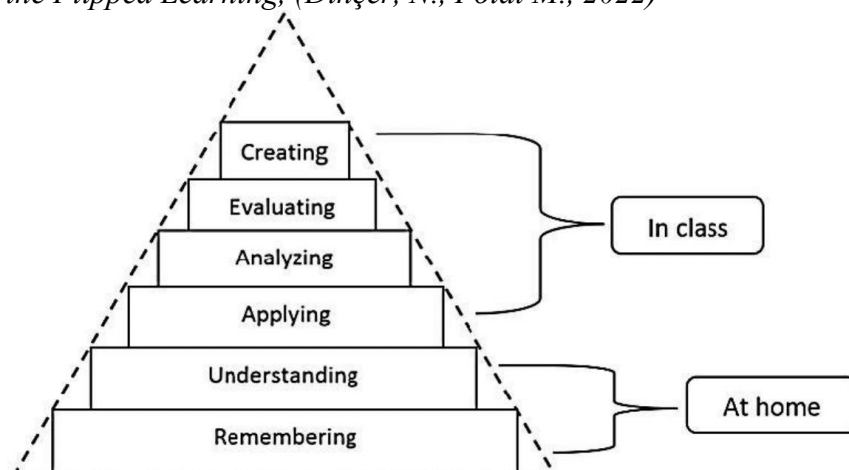 the Flipped Learning, (Dinçer, N., Polat M., 2022)
Creating
Evaluating
Analyzing
Applying
Understanding
Remembering
In class
At home